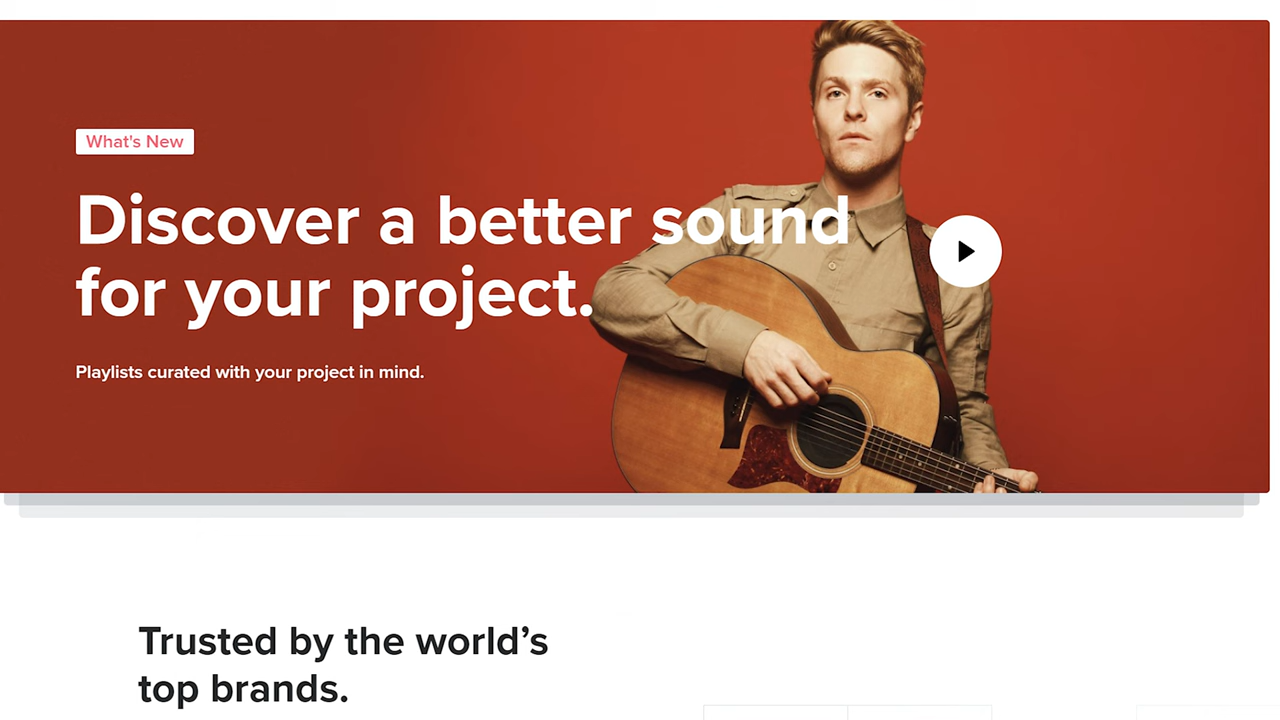 What's New
Discover a better sound
for your project.
Playlists curated with your project in mind.
Trusted by the world’s
top brands.